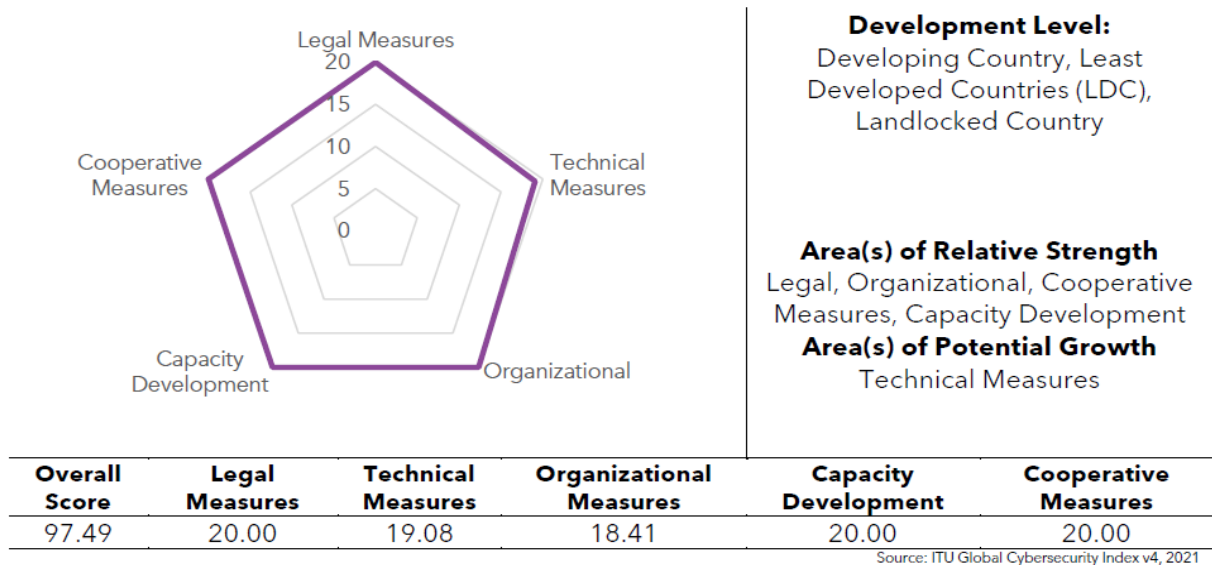 Legal Measures
20
15
10
5
0
Technical
Measures
Organizational
Capacity
Development
Cooperative
Measures
Development Level:
Developing Country, Least
Developed Countries (LDC),
Landlocked Country
Area(s) of Relative Strength
Legal, Organizational, Cooperative
Measures, Capacity Development
Area(s) of Potential Growth
Technical Measures
Overall Score Legal Measures Technical Measures Organizational Measures Capacity Development Cooperative Measures
97.49 20.00 19.08 18.41 20.00 20.00
Source: ITU Global Cybersecurity Index v4, 2021